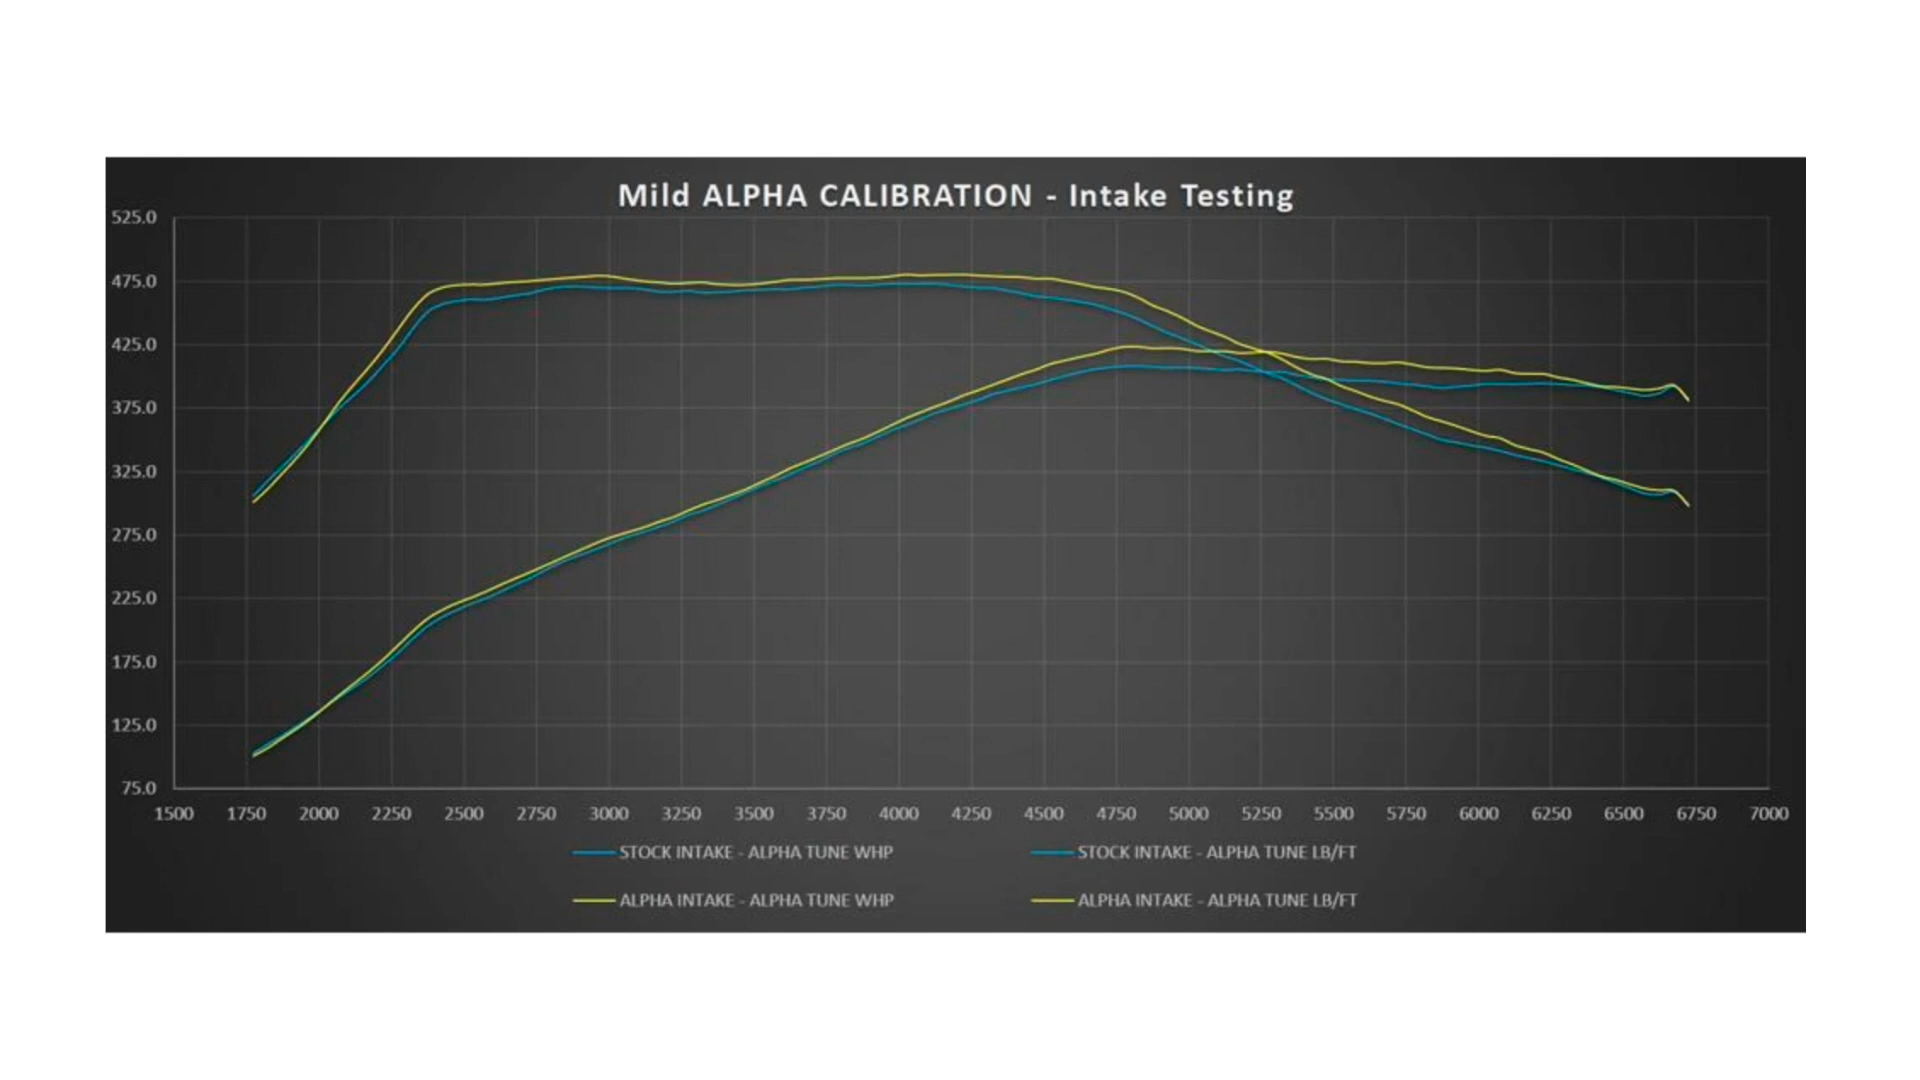 Mild ALPHA CALIBRATION - Intake Testing
525.0
475.0
425.0
375.0
325.0
275.0
225.0
175.0
125.0
75.0
1500 1750 2000 2250 2500 2750 3000 3250 3500 3750 4000 4250 4500 4750 5000 5250 5500 5750 6000 6250 6500 6750 7000
STOCK INTAKE - ALPHA TUNE WHP STOCK INTAKE - ALPHA TUNE LB/FT
ALPHA INTAKE - ALPHA TUNE WHP ALPHA INTAKE - ALPHA TUNE LB/FT